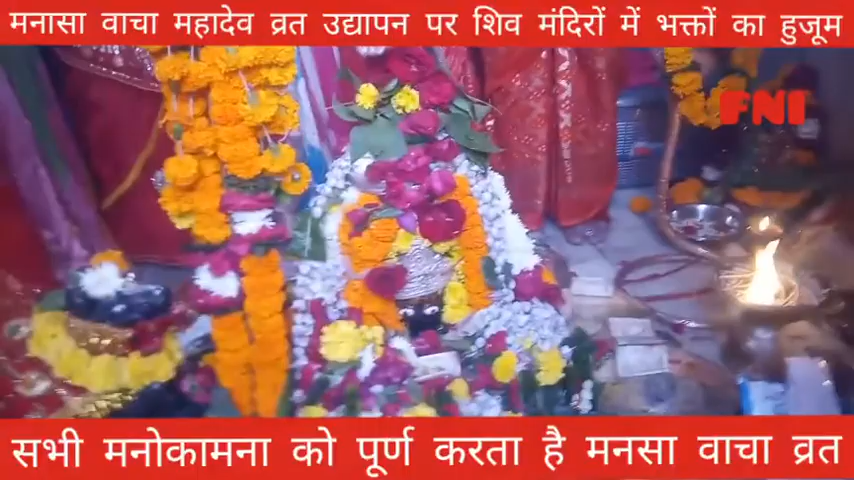 मनासा वाचा महादेव व्रत उद्यापन पर शिव मंदिरों में भक्तों का हुजूम
FNI
सभी मनोकामना को पूर्ण करता है मनसा वाचा व्रत